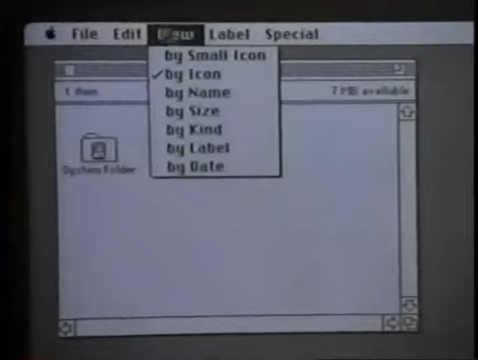 File Edit View Label Special
by Small Icon
✓by Icon
by Name
by Size
by Kind
by Label
by Date
1 item
7 MB available
System Folder